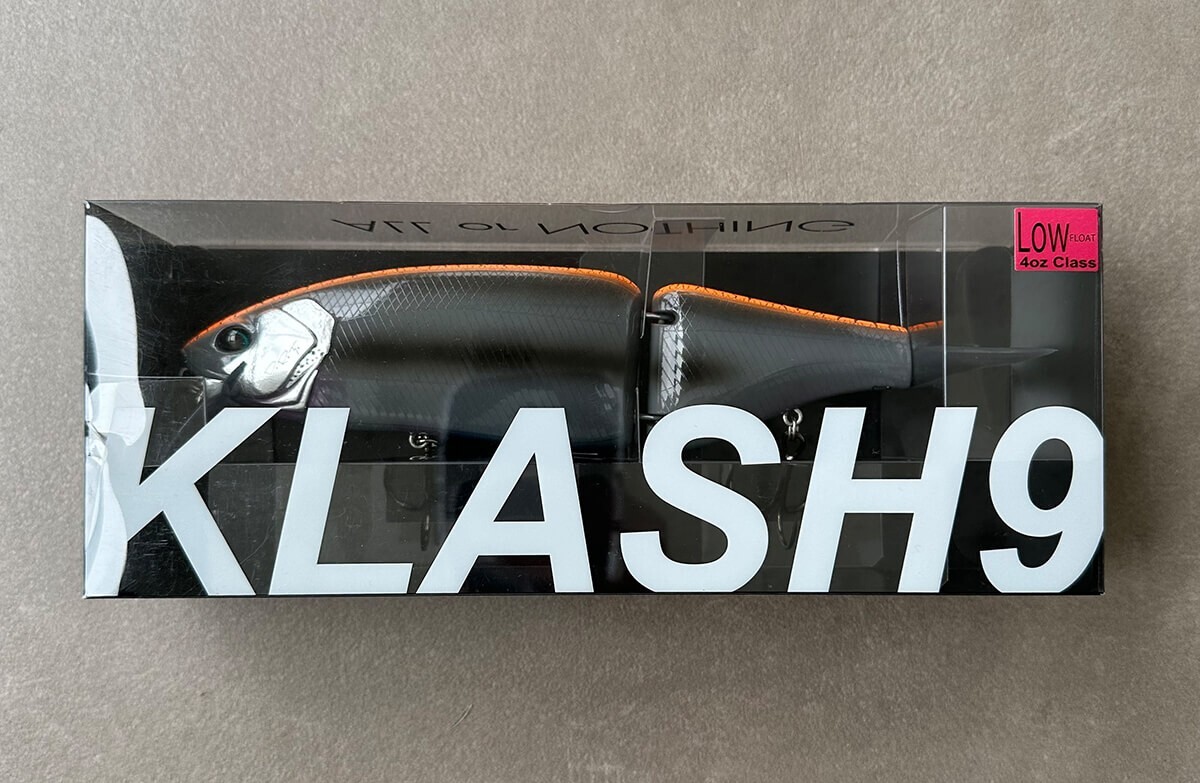 ALL or NOTHING
LOW FLOAT
4oz Class
KLASH9